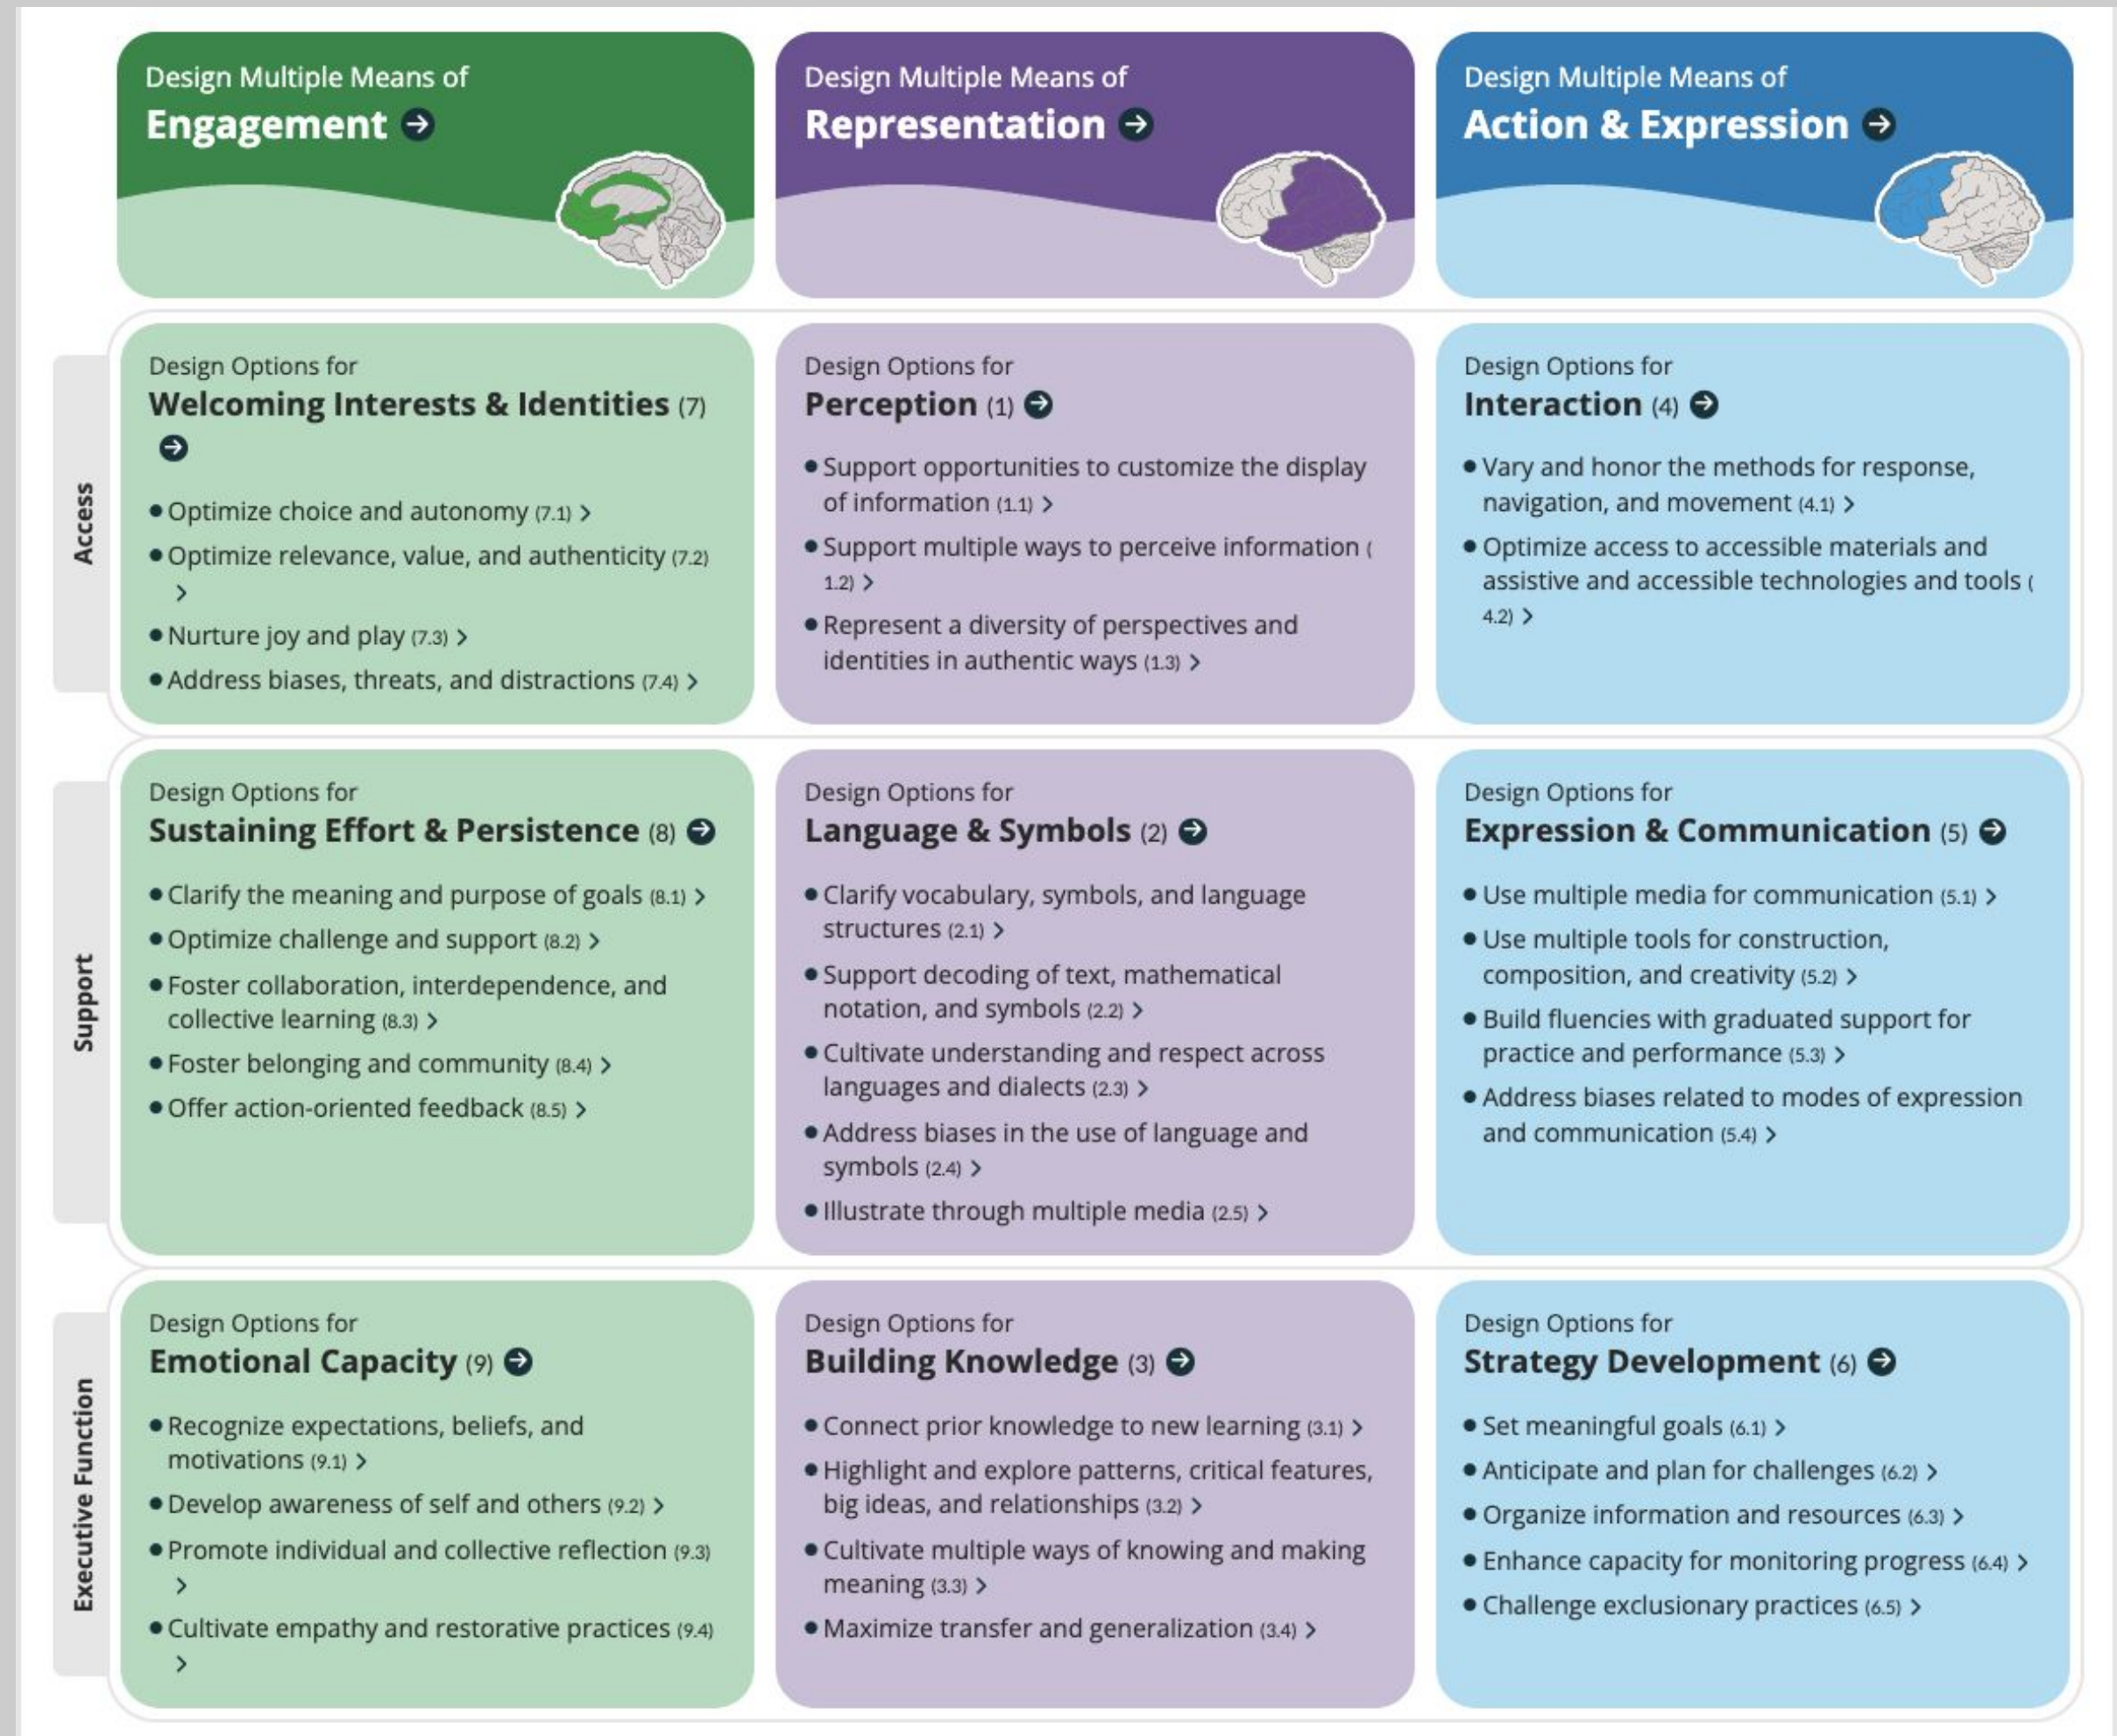 Design Multiple Means of
Engagement
Design Multiple Means of
Representation
Design Multiple Means of
Action & Expression
Access
Design Options for
Welcoming Interests & Identities (7)
• Optimize choice and autonomy (7.1) >
• Optimize relevance, value, and authenticity (7.2)
>
• Nurture joy and play (7.3) >
• Address biases, threats, and distractions (7.4) >
Design Options for
Perception (1)
• Support opportunities to customize the display
of information (1.1) >
• Support multiple ways to perceive information (
1.2) >
• Represent a diversity of perspectives and
identities in authentic ways (1.3) >
Design Options for
Interaction (4)
• Vary and honor the methods for response,
navigation, and movement (4.1) >
• Optimize access to accessible materials and
assistive and accessible technologies and tools (
4.2) >
Support
Design Options for
Sustaining Effort & Persistence (8)
• Clarify the meaning and purpose of goals (8.1) >
• Optimize challenge and support (8.2) >
• Foster collaboration, interdependence, and
collective learning (8.3) >
• Foster belonging and community (8.4) >
• Offer action-oriented feedback (8.5) >
Design Options for
Language & Symbols (2)
• Clarify vocabulary, symbols, and language
structures (2.1) >
• Support decoding of text, mathematical
notation, and symbols (2.2) >
• Cultivate understanding and respect across
languages and dialects (2.3) >
• Address biases in the use of language and
symbols (2.4) >
• Illustrate through multiple media (2.5) >
Design Options for
Expression & Communication (5)
• Use multiple media for communication (5.1) >
• Use multiple tools for construction,
composition, and creativity (5.2) >
• Build fluencies with graduated support for
practice and performance (5.3) >
• Address biases related to modes of expression
and communication (5.4) >
Executive Function
Design Options for
Emotional Capacity (9)
• Recognize expectations, beliefs, and
motivations (9.1) >
• Develop awareness of self and others (9.2) >
• Promote individual and collective reflection (9.3)
>
• Cultivate empathy and restorative practices (9.4)
>
Design Options for
Building Knowledge (3)
• Connect prior knowledge to new learning (3.1) >
• Highlight and explore patterns, critical features,
big ideas, and relationships (3.2) >
• Cultivate multiple ways of knowing and making
meaning (3.3) >
• Maximize transfer and generalization (3.4) >
Design Options for
Strategy Development (6)
• Set meaningful goals (6.1) >
• Anticipate and plan for challenges (6.2) >
• Organize information and resources (6.3) >
• Enhance capacity for monitoring progress (6.4) >
• Challenge exclusionary practices (6.5) >